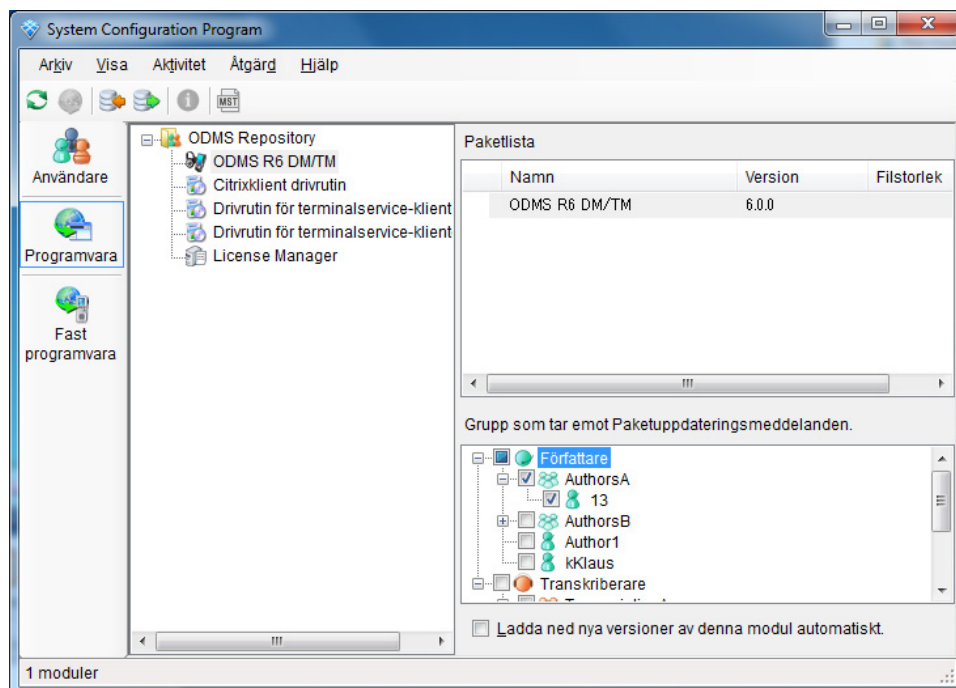 System Configuration Program
Arkiv Visa Aktivitet Åtgärd Hjälp
MST
Användare
Programvara
Fast
programvara
ODMS Repository
ODMS R6 DM/TM
Citrixklient drivrutin
Drivrutin för terminalservice-klient
Drivrutin för terminalservice-klient
License Manager
Paketlista
Namn Version Filstorlek
ODMS R6 DM/TM 6.0.0
Grupp som tar emot Paketuppdateringsmeddelanden.
Författare
AuthorsA
13
AuthorsB
Author1
kKlaus
Transkriberare
Ladda ned nya versioner av denna modul automatiskt.
1 moduler